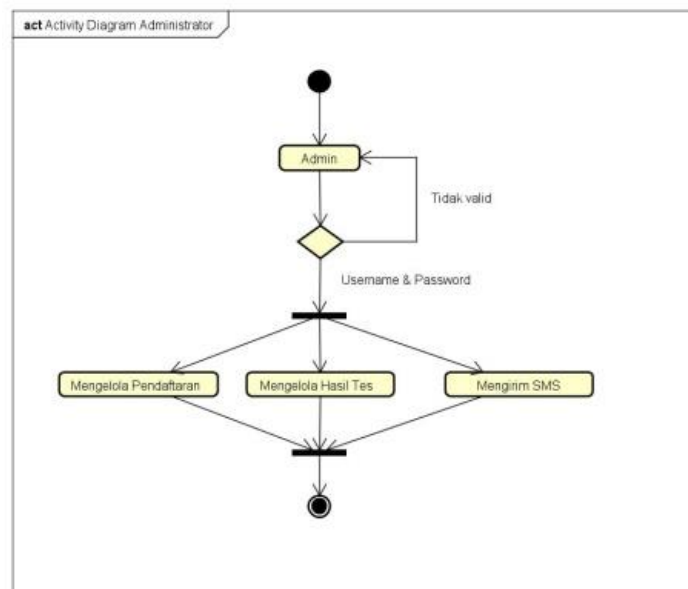 act Activity Diagram Administrator
Admin
Tidak valid
Username & Password
Mengelola Pendaftaran
Mengelola Hasil Tes
Mengirim SMS